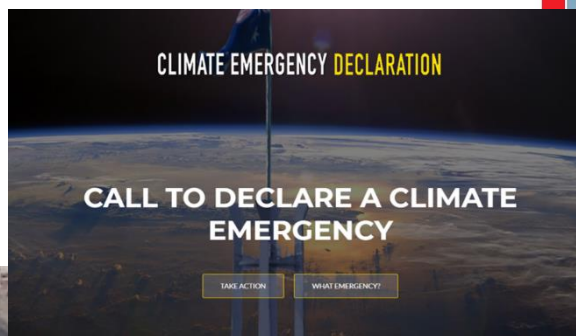 CLIMATE EMERGENCY DECLARATION
CALL TO DECLARE A CLIMATE
EMERGENCY
TAKE ACTION
WHAT EMERGENCY?